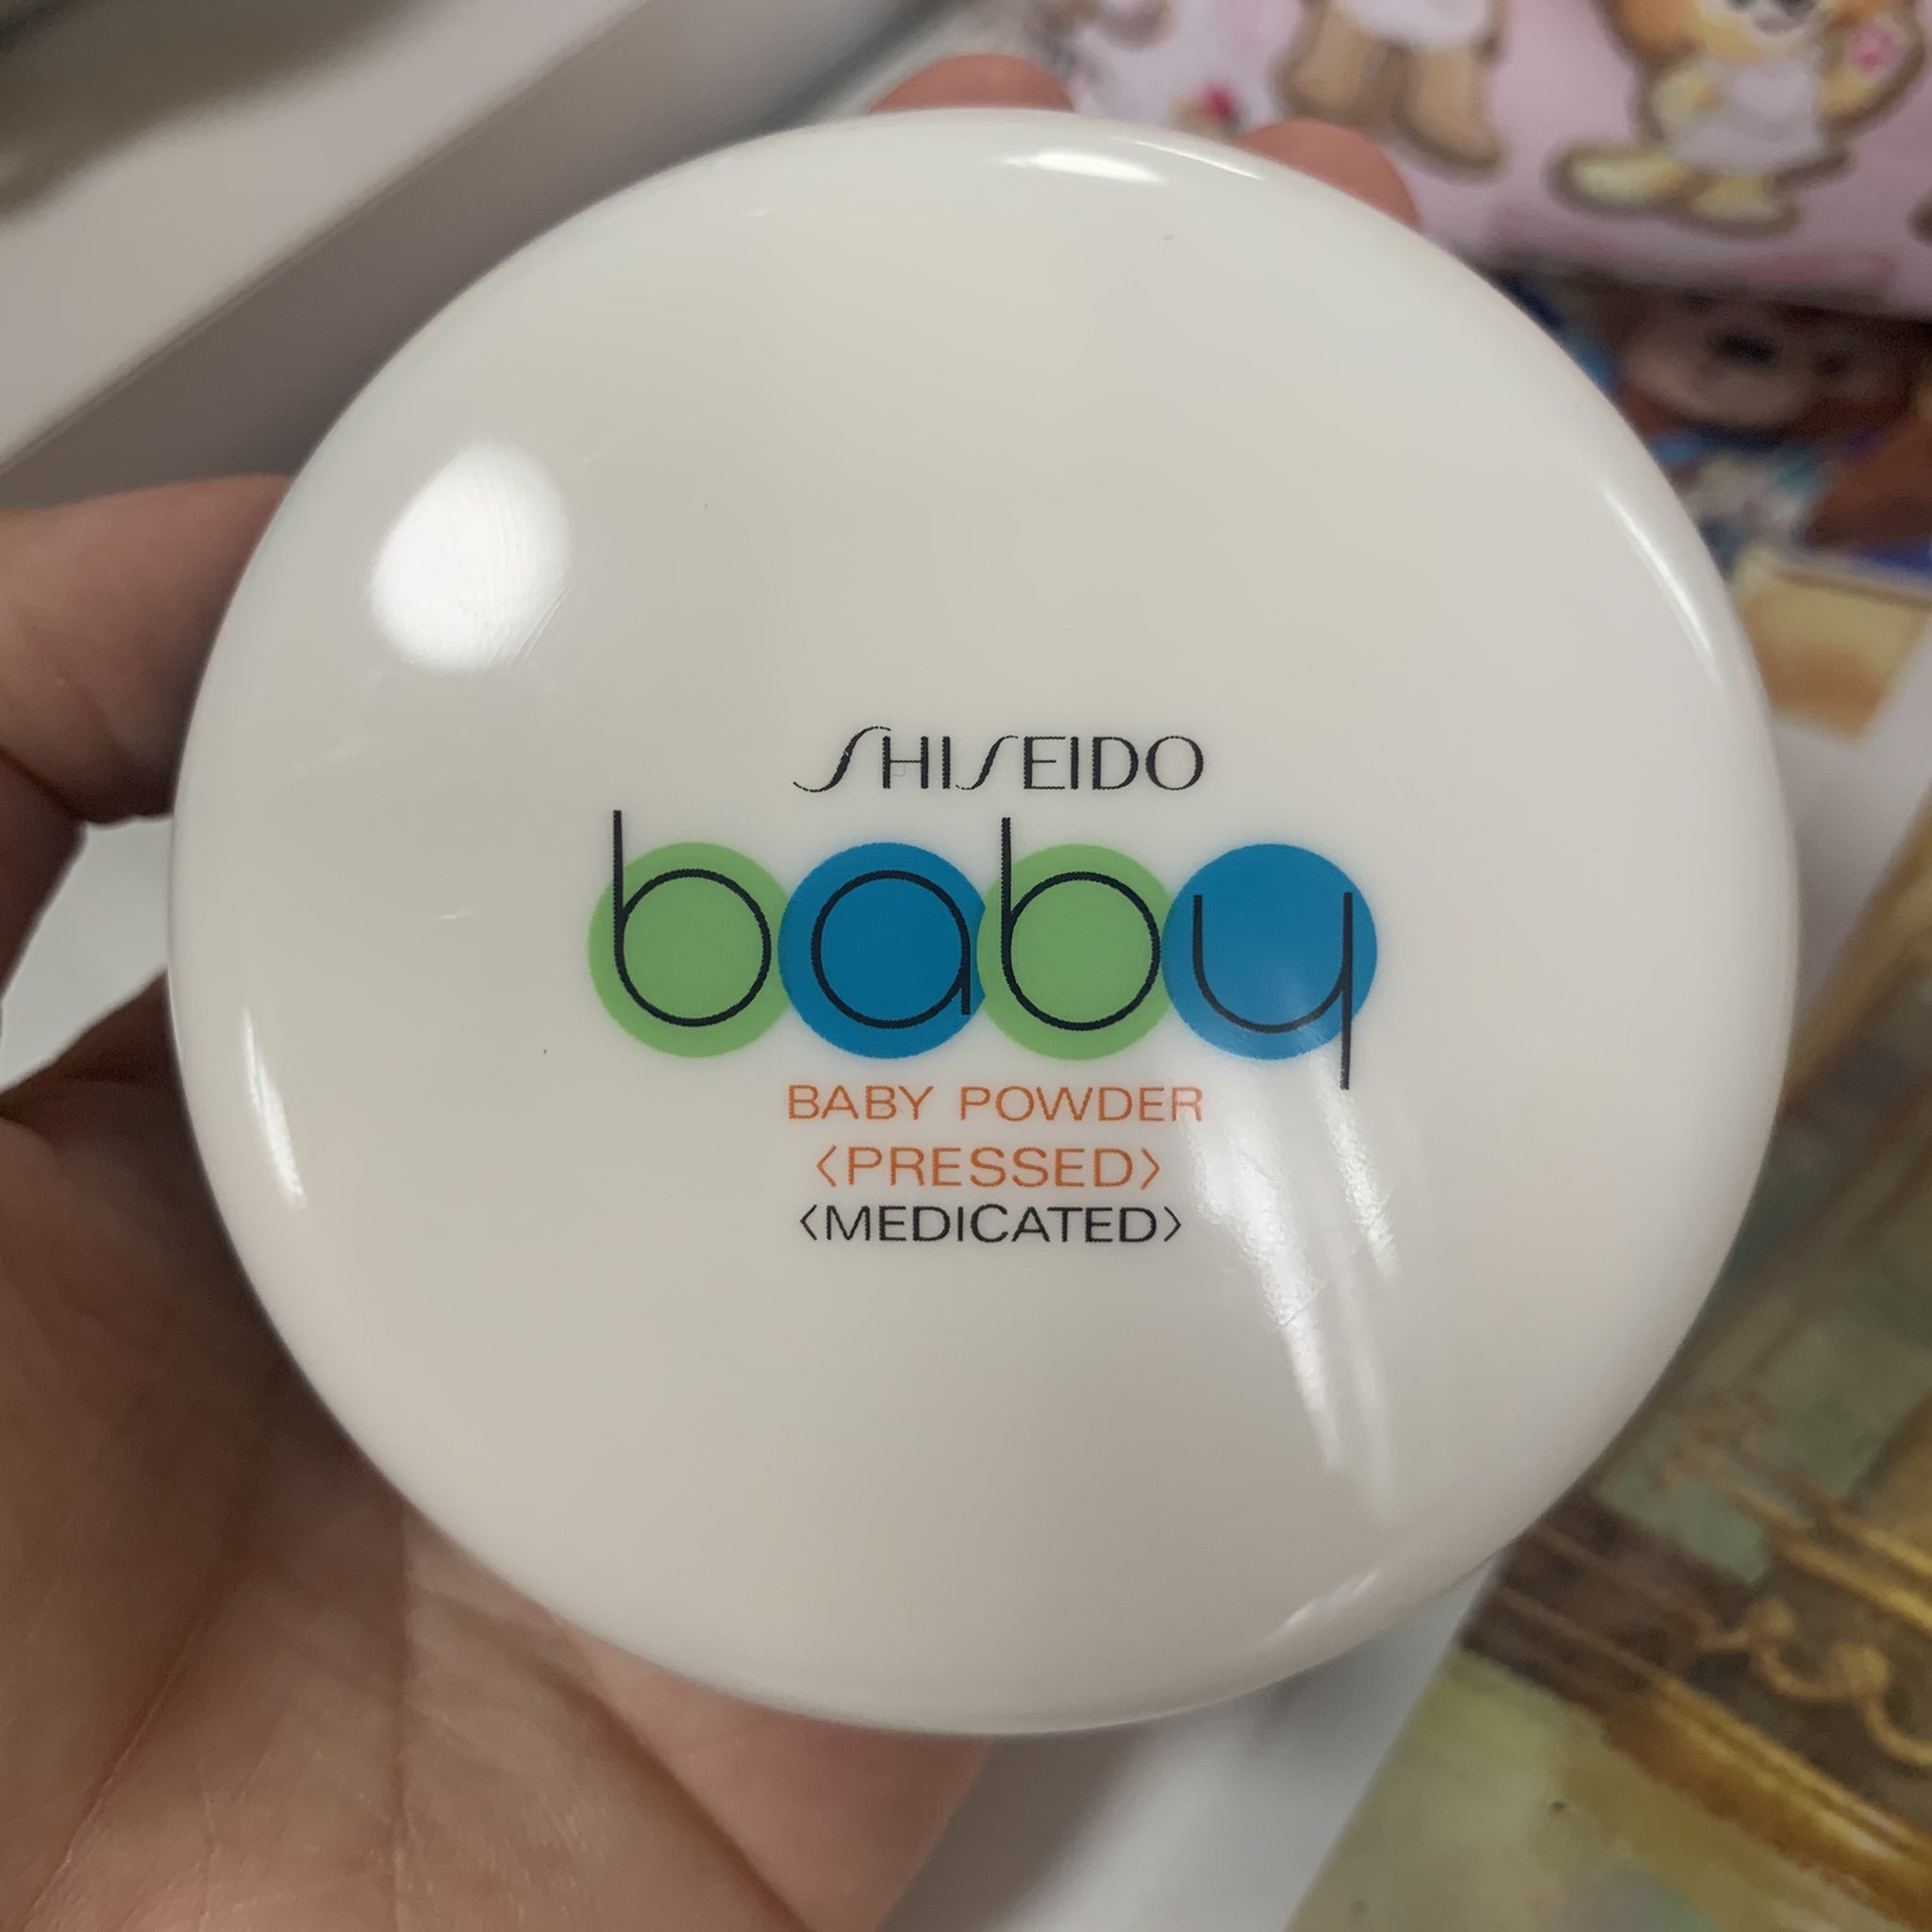 SHISEIDO
baby
BABY POWDER
〈PRESSED〉
〈MEDICATED〉